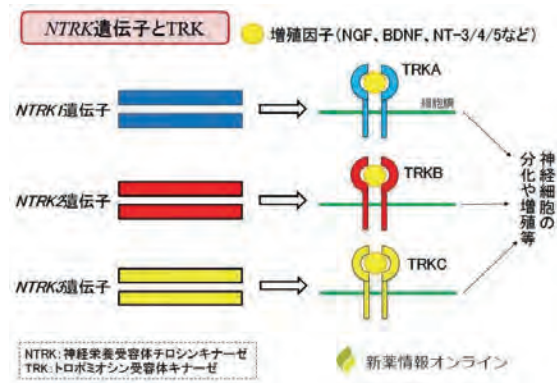 NTRK遺伝子とTRK
増殖因子(NGF、BDNF、NT-3/4/5など)
TRKA
NTRK1遺伝子
細胞膜
TRKB
NTRK2遺伝子
TRKC
NTRK3遺伝子
神経細胞の
分化や増殖等
NTRK：神経栄養受容体チロシンキナーゼ
TRK：トロポミオシン受容体キナーゼ
新薬情報オンライン